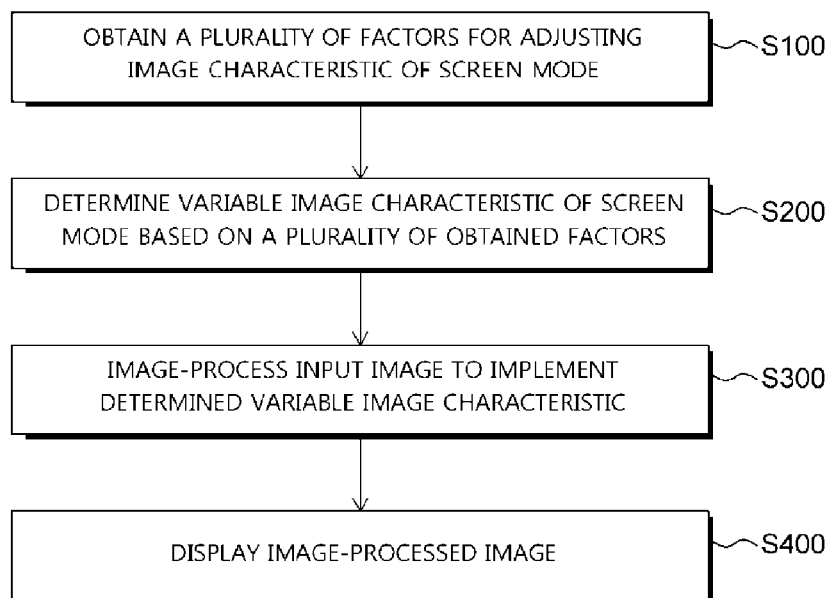 OBTAIN A PLURALITY OF FACTORS FOR ADJUSTING
IMAGE CHARACTERISTIC OF SCREEN MODE
S100
DETERMINE VARIABLE IMAGE CHARACTERISTIC OF SCREEN
MODE BASED ON A PLURALITY OF OBTAINED FACTORS
S200
IMAGE-PROCESS INPUT IMAGE TO IMPLEMENT
DETERMINED VARIABLE IMAGE CHARACTERISTIC
S300
DISPLAY IMAGE-PROCESSED IMAGE
S400